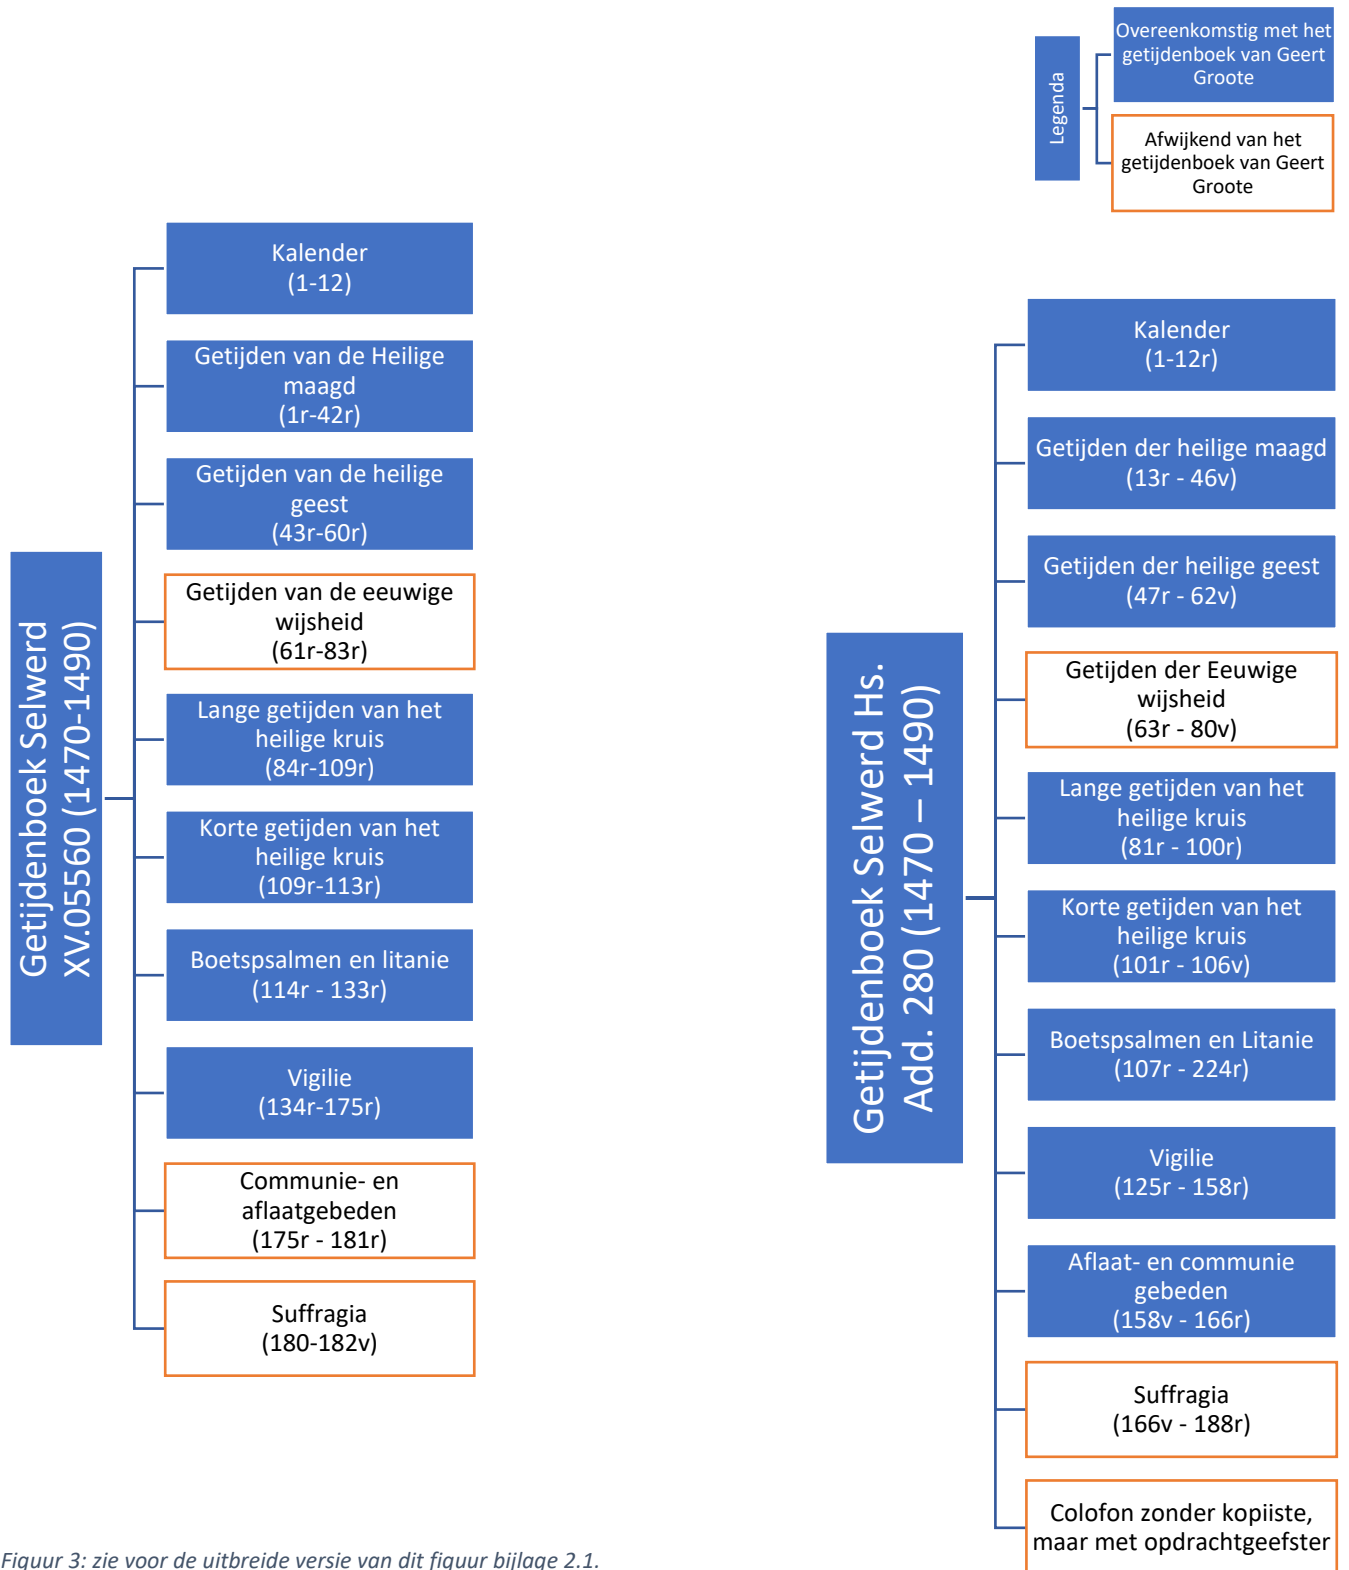 Legenda
Overeenkomstig met het
getijdenboek van Geert
Groote
Afwijkend van het
getijdenboek van Geert
Groote
Getijdenboek Selwerd
XV.05560 (1470-1490)
Kalender
(1-12)
Getijden van de Heilige
maagd
(1r-42r)
Getijden van de heilige
geest
(43r-60r)
Getijden van de eeuwige
wijsheid
(61r-83r)
Lange getijden van het
heilige kruis
(84r-109r)
Korte getijden van het
heilige kruis
(109r-113r)
Boetspsalmen en litanie
(114r - 133r)
Vigilie
(134r-175r)
Communie- en
aflaatgebeden
(175r - 181r)
Suffragia
(180-182v)
Getijdenboek Selwerd Hs.
Add. 280 (1470 – 1490)
Kalender
(1-12r)
Getijden der heilige maagd
(13r - 46v)
Getijden der heilige geest
(47r - 62v)
Getijden der Eeuwige
wijsheid
(63r - 80v)
Lange getijden van het
heilige kruis
(81r - 100r)
Korte getijden van het
heilige kruis
(101r - 106v)
Boetspsalmen en Litanie
(107r - 224r)
Vigilie
(125r - 158r)
Aflaat- en communie
gebeden
(158v - 166r)
Suffragia
(166v - 188r)
Colofon zonder kopiiste,
maar met opdrachtgeefster
Figuur 3: zie voor de uitbreide versie van dit figuur bijlage 2.1.